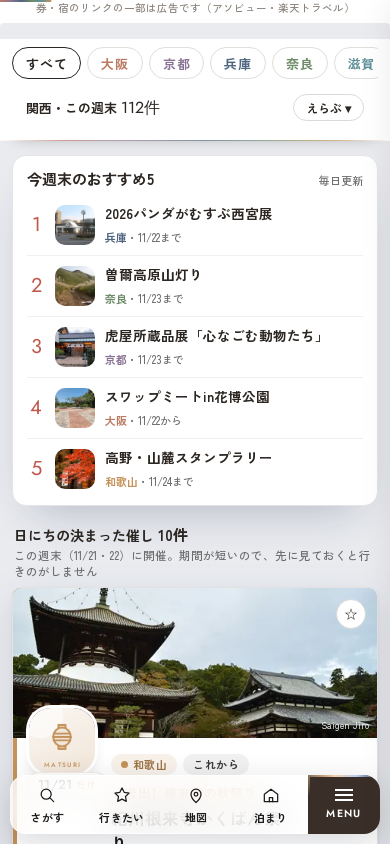 券・宿のリンクの一部は広告です（アソビュー・楽天トラベル）
すべて 大阪 京都 兵庫 奈良 滋賀
関西・この週末 112件 えらぶ ▾
今週末のおすすめ5 毎日更新
1 2026パンダがむすぶ西宮展
兵庫・11/22まで
2 曽爾高原山灯り
奈良・11/23まで
3 虎屋所蔵品展「心なごむ動物たち」
京都・11/23まで
4 スワップミートin花博公園
大阪・11/22から
5 高野・山麓スタンプラリー
和歌山・11/24まで
日にちの決まった催し 10件
この週末（11/21・22）に開催。期間が短いので、先に見ておくと行
きのがしません
Saigen Jiro
MATSURI
和歌山 これから
11/21 だけ
さがす 行きたい 地図 泊まり MENU
り